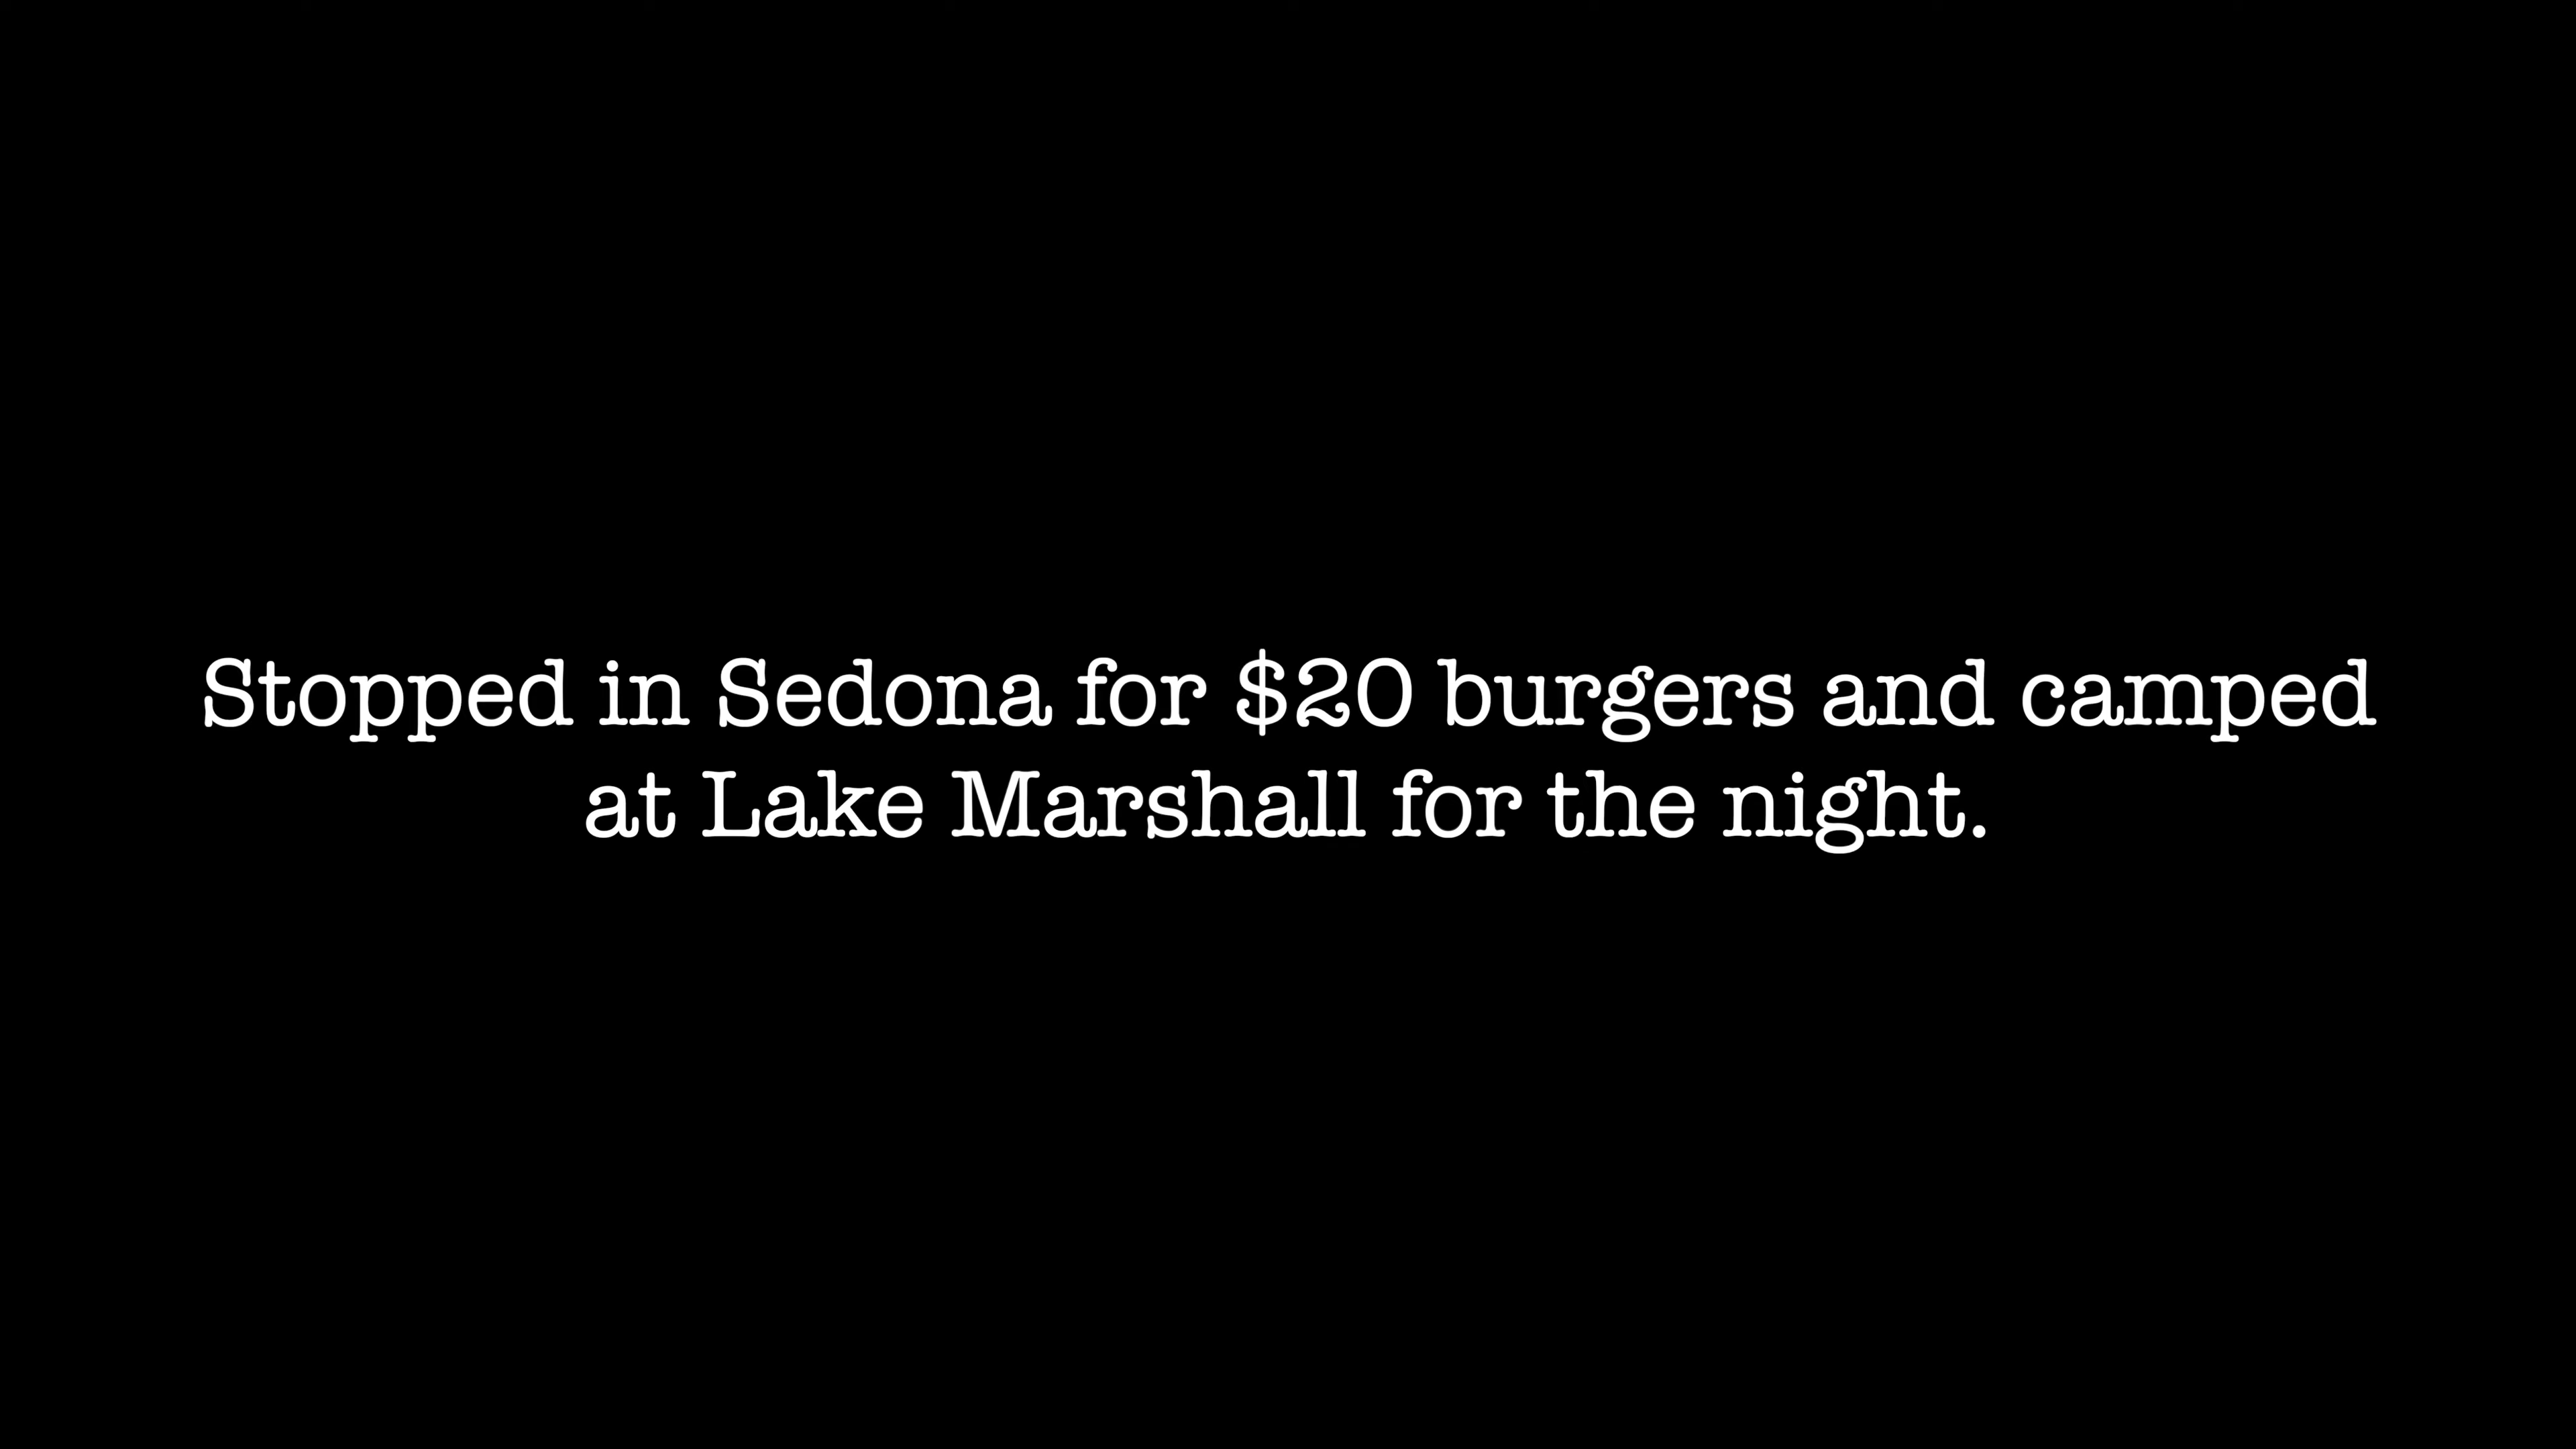 Stopped in Sedona for $20 burgers and camped
at Lake Marshall for the night.